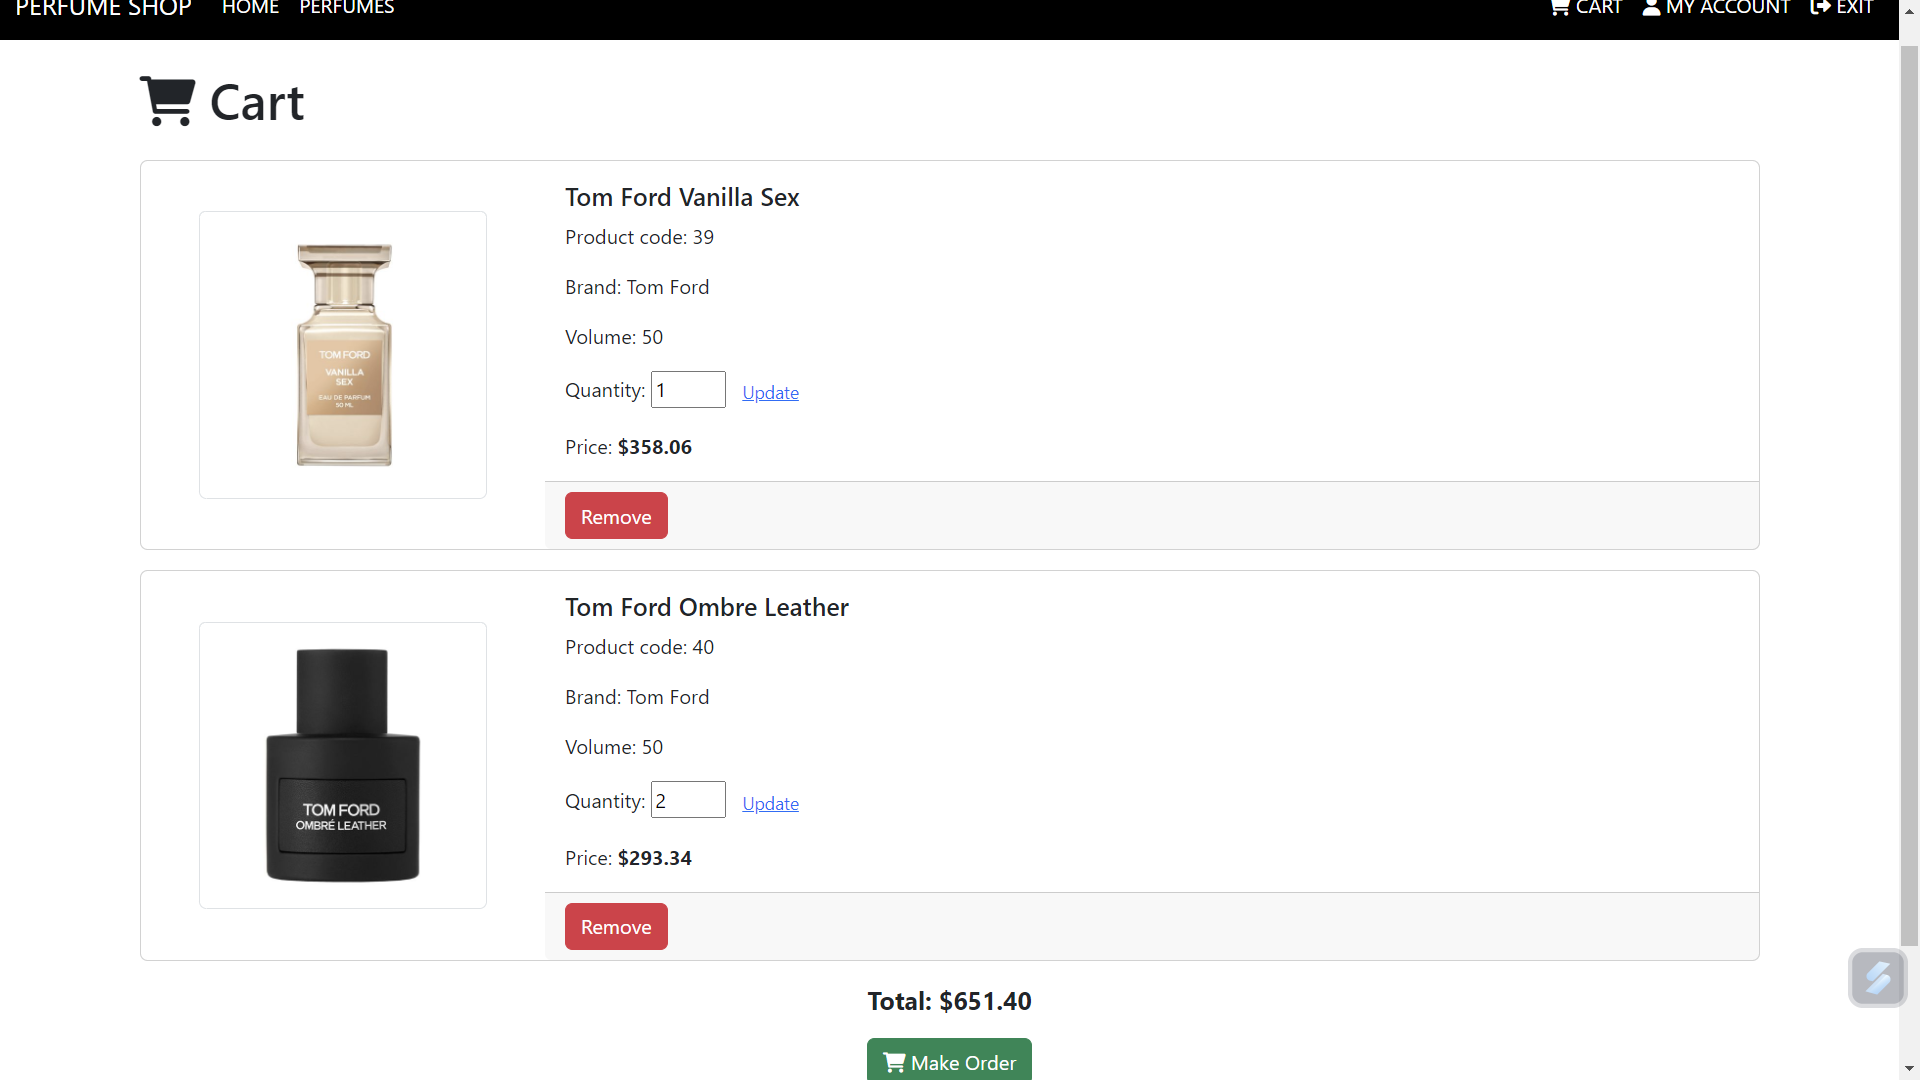 PERFUME SHOP HOME PERFUMES CART MY ACCOUNT EXIT
Cart
Tom Ford Vanilla Sex
Product code: 39
Brand: Tom Ford
Volume: 50
Quantity: 1 Update
Price: $358.06
Remove
TOM FORD
VANILLA
SEX
EAU DE PARFUM
50 ML
Tom Ford Ombre Leather
Product code: 40
Brand: Tom Ford
Volume: 50
Quantity: 2 Update
Price: $293.34
Remove
TOM FORD
OMBRÉ LEATHER
Total: $651.40
Make Order